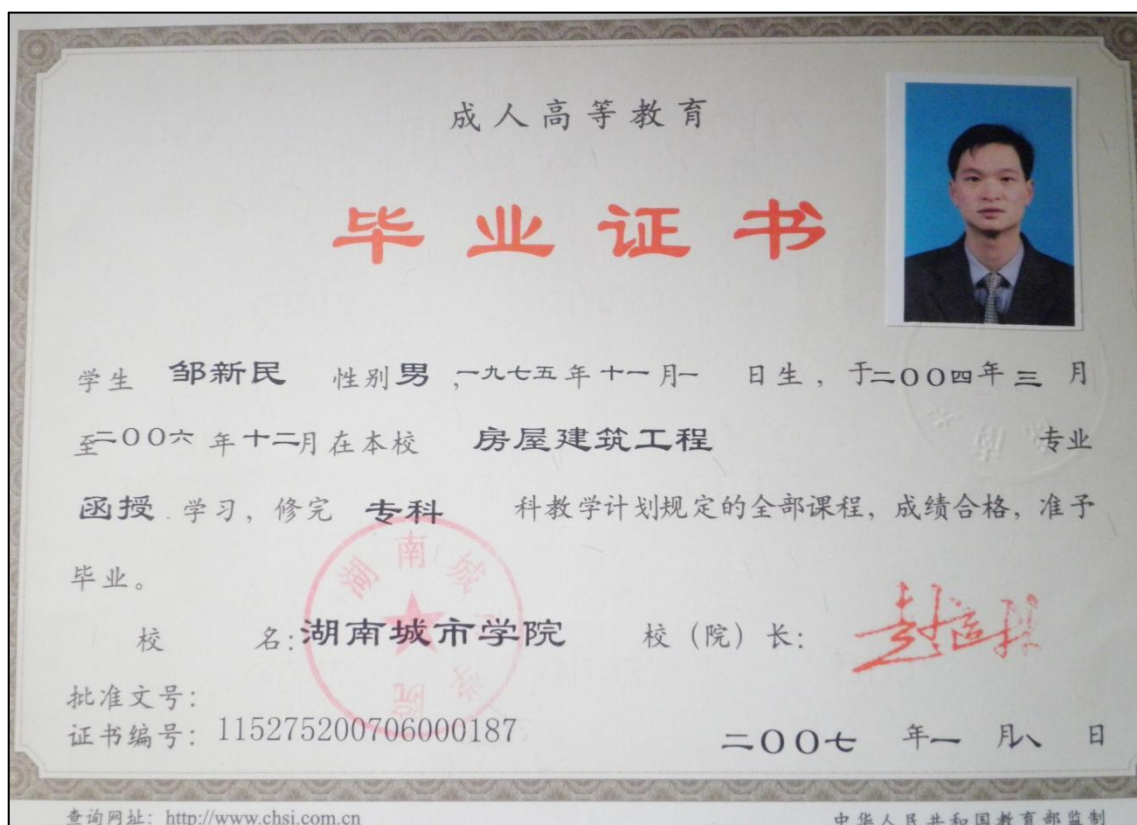 成人高等教育
毕业证书
学生 邹新民 性别男,一九七五年十一月一 日生,于二〇〇四年三月
至二〇〇六年十二月在本校 房屋建筑工程 专业
函授 学习,修完 专科 科教学计划规定的全部课程,成绩合格,准予
毕业。
校 名:湖南城市学院 校(院)长:
批准文号:
证书编号:115275200706000187
二〇〇七 年一 月八 日
查询网址:http://www.chsi.com.cn 中华人民共和国教育部监制